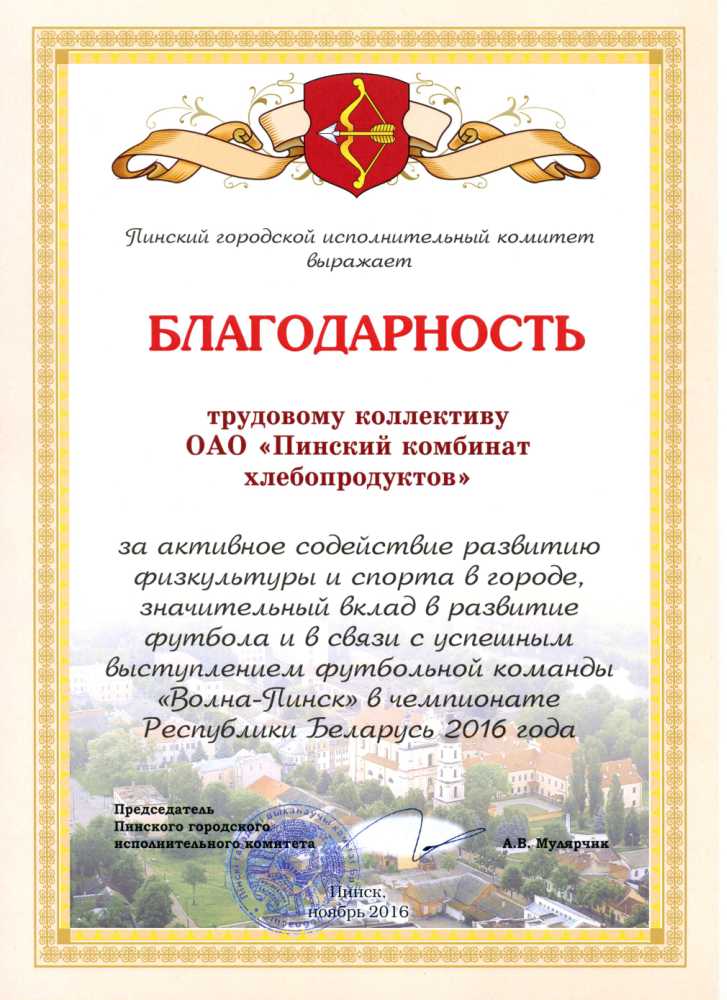 Пинский городской исполнительный комитет
выражает
БЛАГОДАРНОСТЬ
трудовому коллективу
ОАО «Пинский комбинат
хлебопродуктов»
за активное содействие развитию
физкультуры и спорта в городе,
значительный вклад в развитие
футбола и в связи с успешным
выступлением футбольной команды
«Волна-Пинск» в чемпионате
Республики Беларусь 2016 года
Председатель
Пинского городского
исполнительного комитета
А.В. Мулярчик
Пинск,
ноябрь 2016